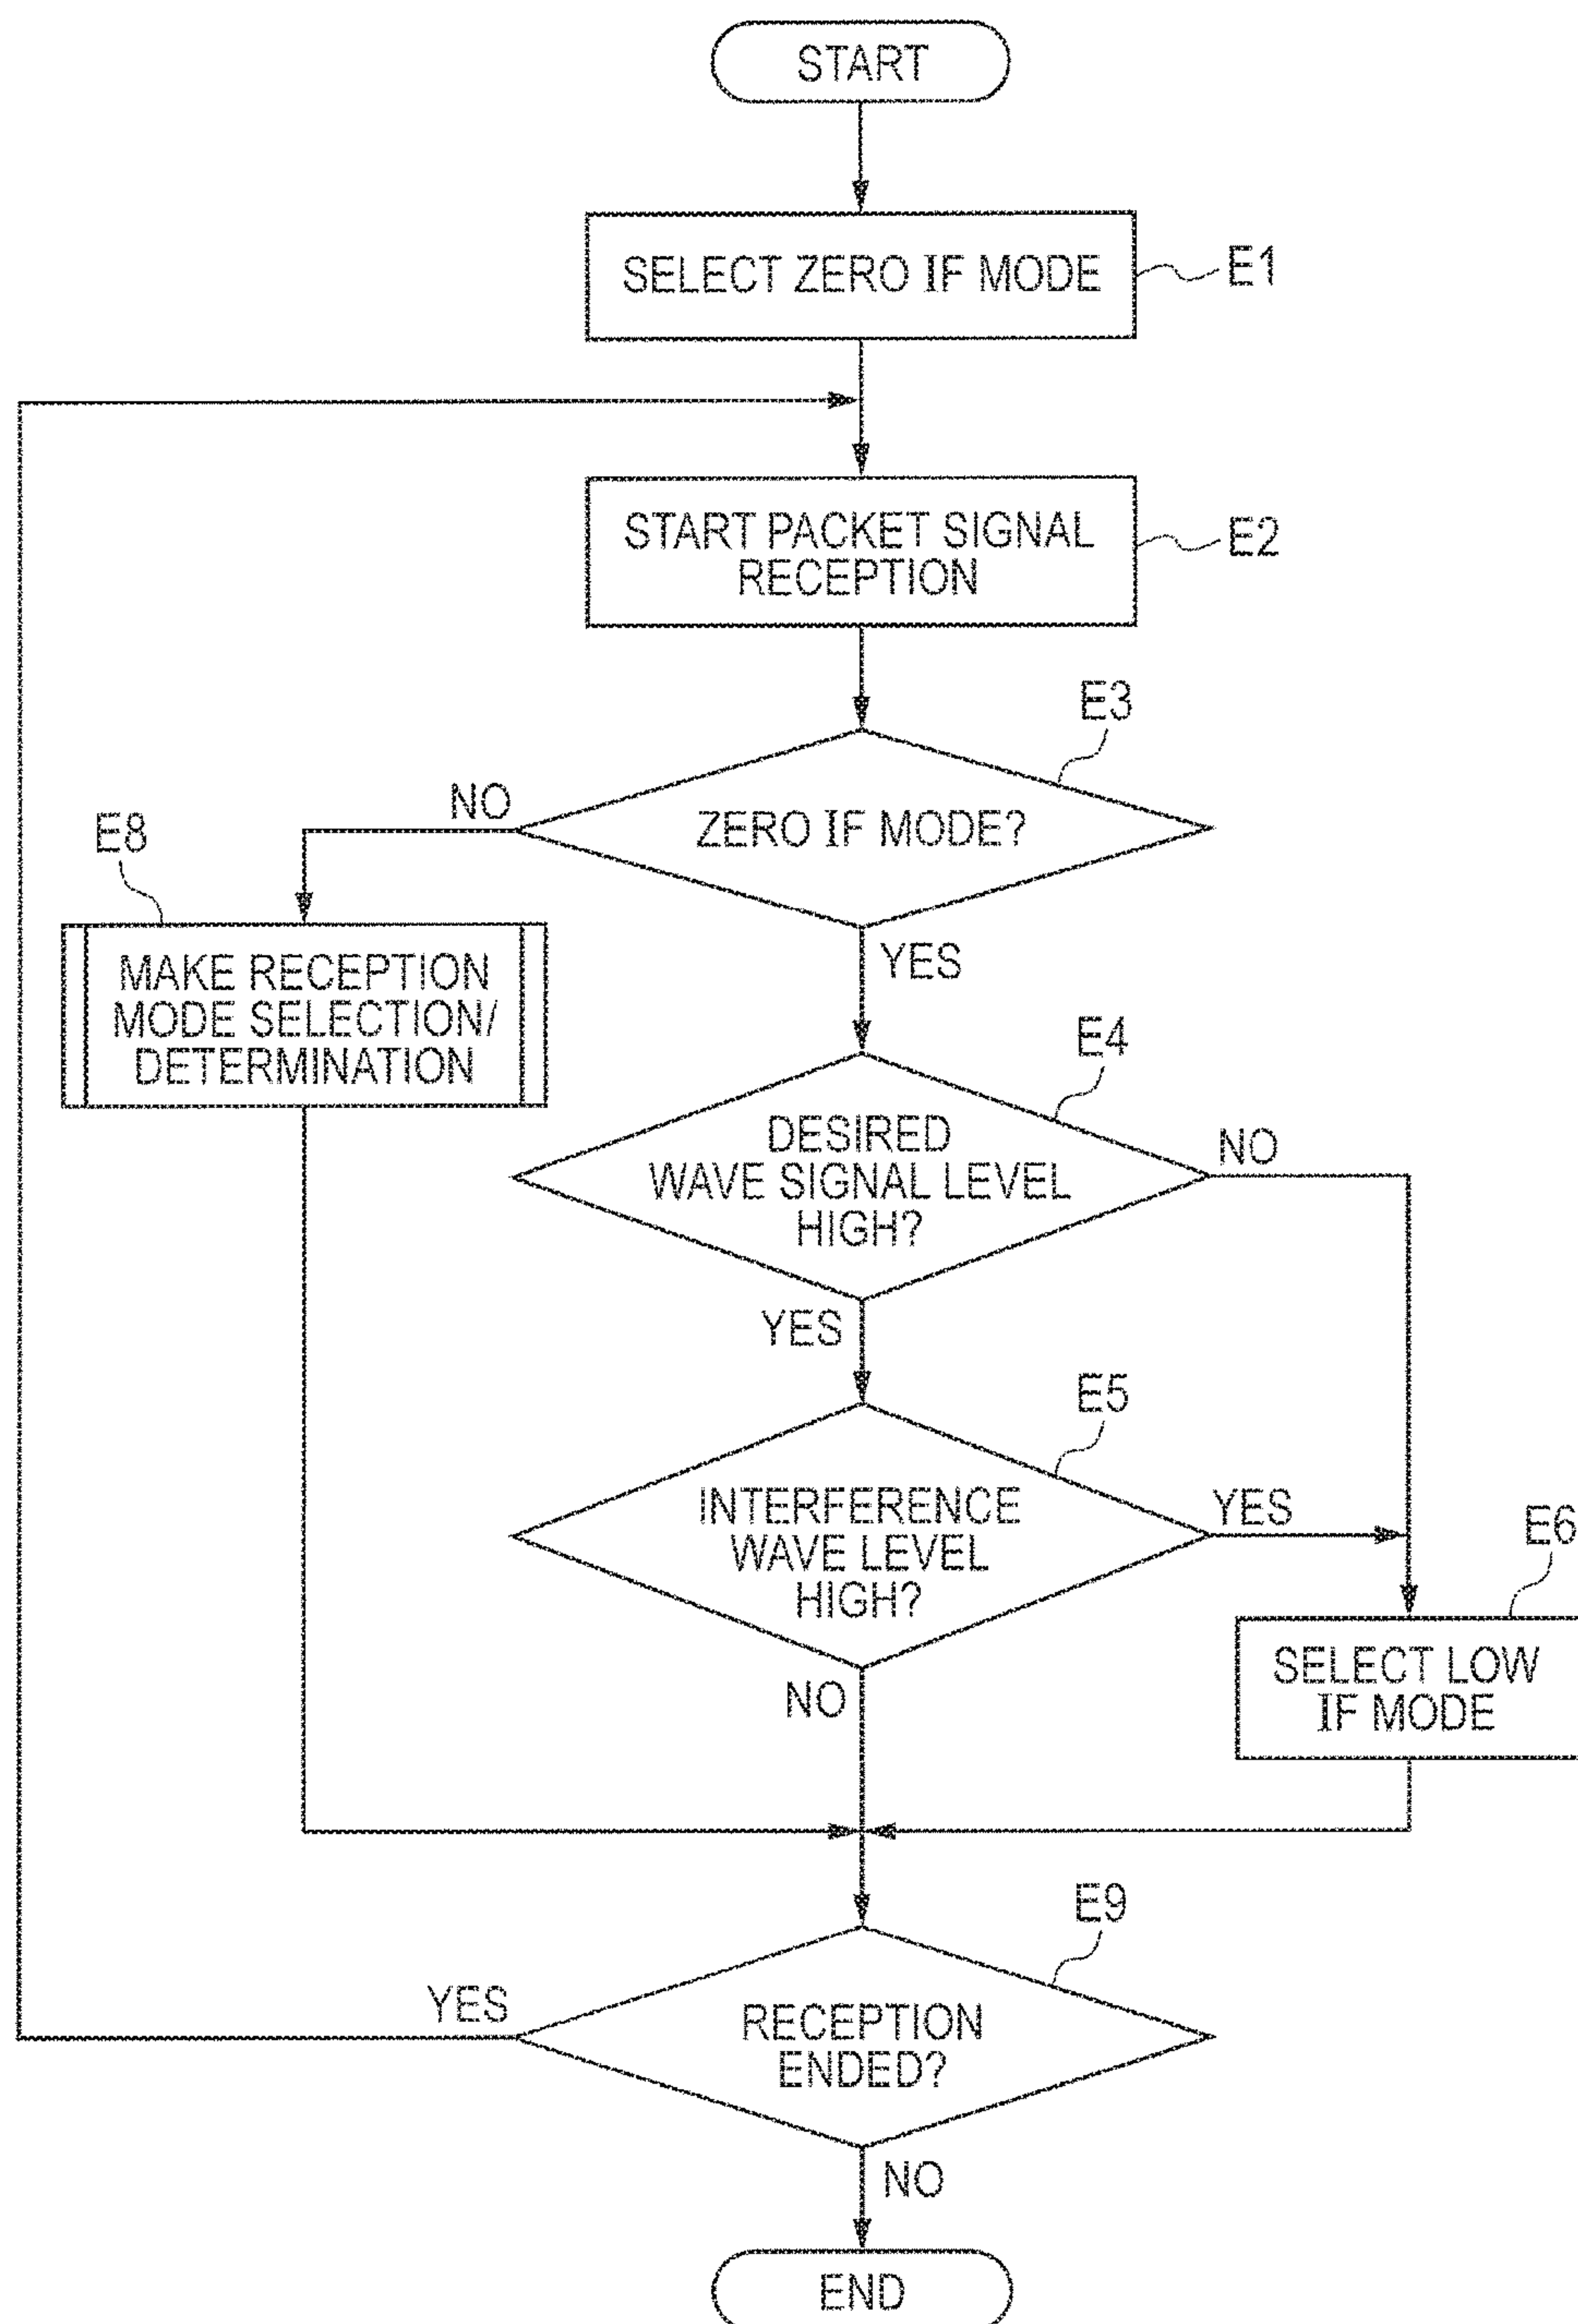 START
SELECT ZERO IF MODE
E1
START PACKET SIGNAL
RECEPTION
E2
E3
ZERO IF MODE?
NO
YES
E8
MAKE RECEPTION
MODE SELECTION/
DETERMINATION
E4
DESIRED
WAVE SIGNAL LEVEL
HIGH?
NO
YES
E5
INTERFERENCE
WAVE LEVEL
HIGH?
YES
NO
E6
SELECT LOW
IF MODE
E9
RECEPTION
ENDED?
YES
NO
END